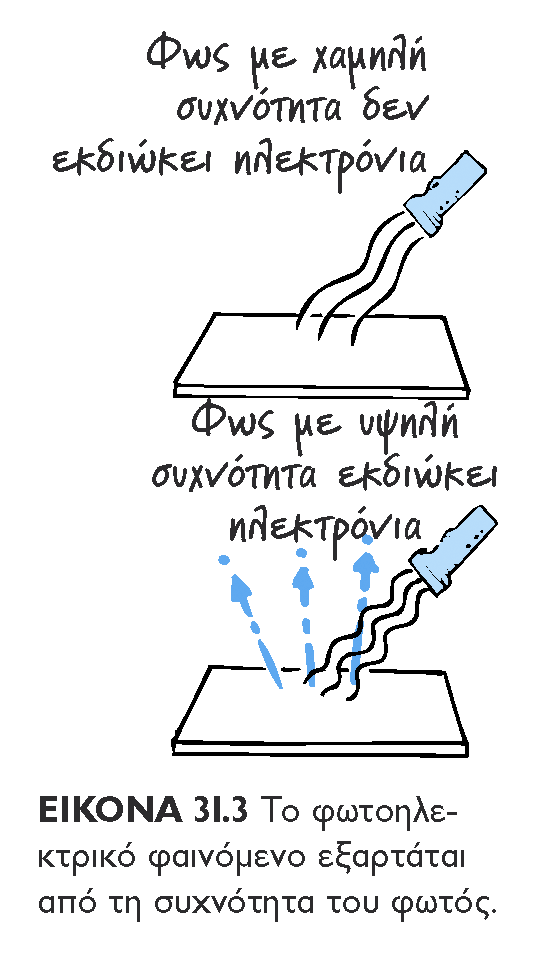 Φως με χαμηλή
συχνότητα δεν
εκδιώκει ηλεκτρόνια
Φως με υψηλή
συχνότητα εκδιώκει
ηλεκτρόνια
ΕΙΚΟΝΑ 31.3 Το φωτοηλε-
κτρικό φαινόμενο εξαρτάται
από τη συχνότητα του φωτός.